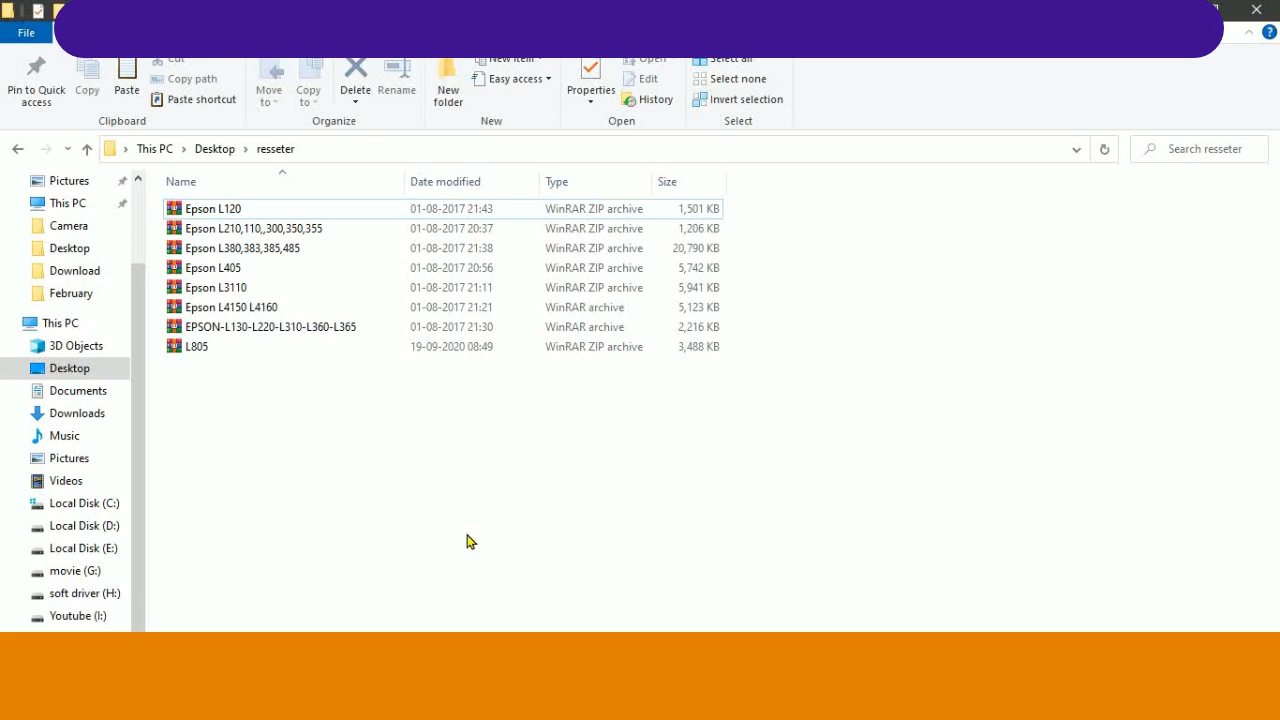 File
Cut
New item
Open
Select all
Copy path
Easy access
Edit
Select none
Pin to Quick access
Copy
Paste
Paste shortcut
Move to
Copy to
Delete
Rename
New folder
Properties
History
Invert selection
Clipboard
Organize
New
Open
Select
This PC > Desktop > resseter
Search resseter
Name Date modified Type Size
Epson L120 01-08-2017 21:43 WinRAR ZIP archive 1,501 KB
Epson L210,110,,300,350,355 01-08-2017 20:37 WinRAR ZIP archive 1,206 KB
Epson L380,383,385,485 01-08-2017 21:38 WinRAR ZIP archive 20,790 KB
Epson L405 01-08-2017 20:56 WinRAR ZIP archive 5,742 KB
Epson L3110 01-08-2017 21:11 WinRAR ZIP archive 5,941 KB
Epson L4150 L4160 01-08-2017 21:21 WinRAR archive 5,123 KB
EPSON-L130-L220-L310-L360-L365 01-08-2017 21:30 WinRAR archive 2,216 KB
L805 19-09-2020 08:49 WinRAR ZIP archive 3,488 KB
Pictures
This PC
Camera
Desktop
Download
February
This PC
3D Objects
Desktop
Documents
Downloads
Music
Pictures
Videos
Local Disk (C:)
Local Disk (D:)
Local Disk (E:)
movie (G:)
soft driver (H:)
Youtube (I:)